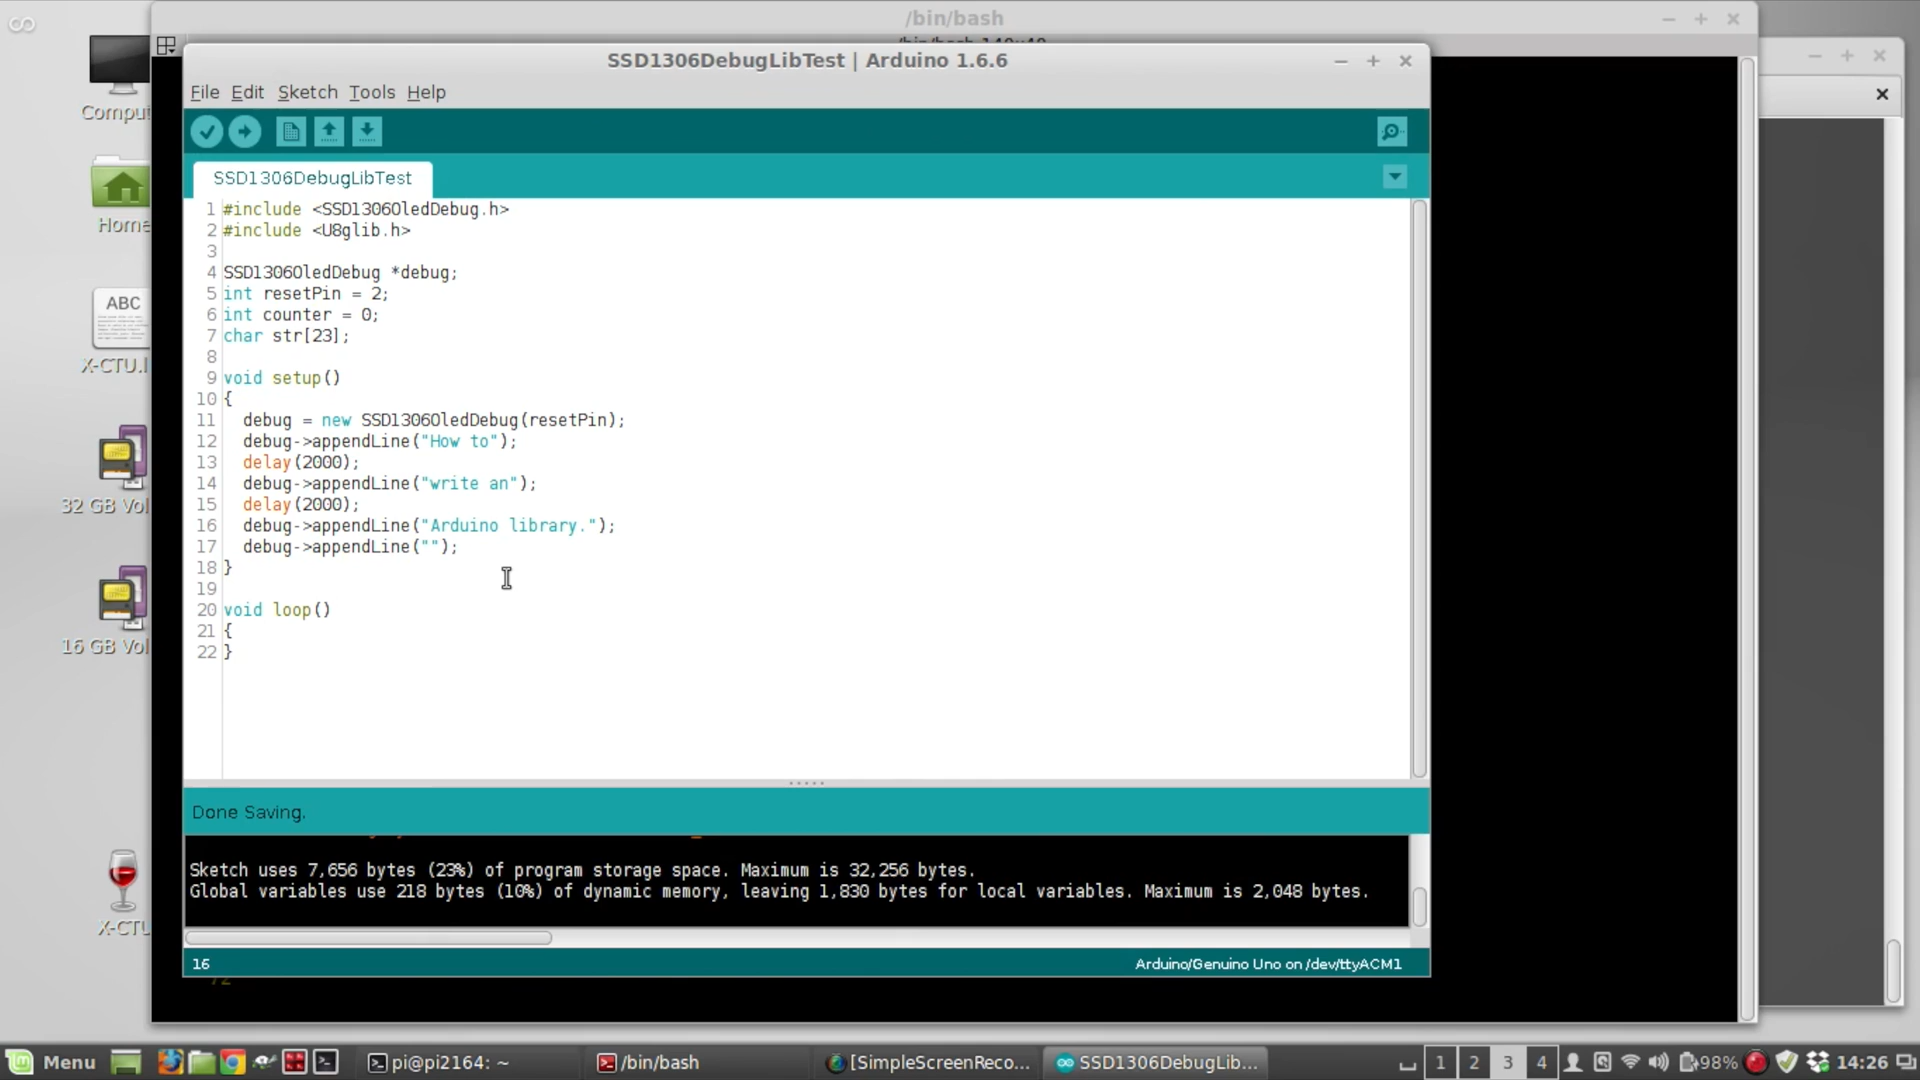 /bin/bash
SSD1306DebugLibTest | Arduino 1.6.6
File Edit Sketch Tools Help
SSD1306DebugLibTest
1 #include <SSD1306OledDebug.h>
2 #include <U8glib.h>
3
4 SSD1306OledDebug *debug;
5 int resetPin = 2;
6 int counter = 0;
7 char str[23];
8
9 void setup()
10 {
11 debug = new SSD1306OledDebug(resetPin);
12 debug->appendLine("How to");
13 delay(2000);
14 debug->appendLine("write an");
15 delay(2000);
16 debug->appendLine("Arduino library.");
17 debug->appendLine("");
18 }
19
20 void loop()
21 {
22 }
Done Saving.
Sketch uses 7,656 bytes (23%) of program storage space. Maximum is 32,256 bytes.
Global variables use 218 bytes (10%) of dynamic memory, leaving 1,830 bytes for local variables. Maximum is 2,048 bytes.
16
Arduino/Genuino Uno on /dev/ttyACM1
Comput
Home
ABC
X-CTU.l
32 GB Vol
16 GB Vol
X-CTU
Menu
pi@pi2164: ~
/bin/bash
[SimpleScreenReco...
SSD1306DebugLib...
1 2 3 4
98%
14:26